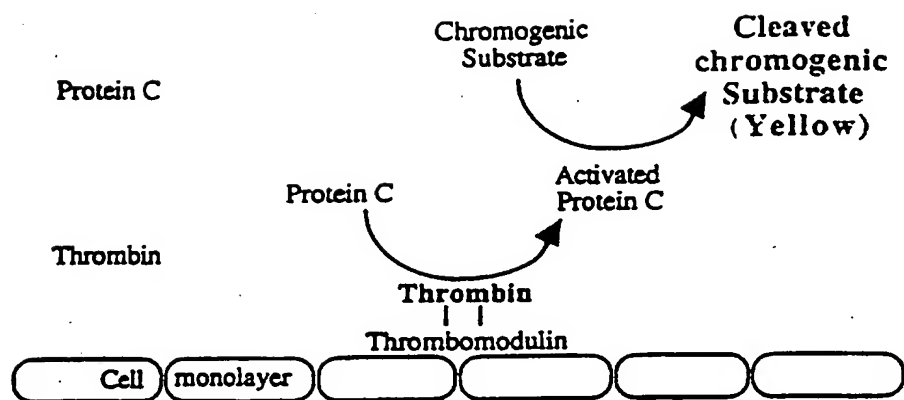 Chromogenic
Substrate
Cleaved
chromogenic
Substrate
(Yellow)
Protein C
Protein C
Activated
Protein C
Thrombin
Thrombin
Thrombomodulin
Cell monolayer